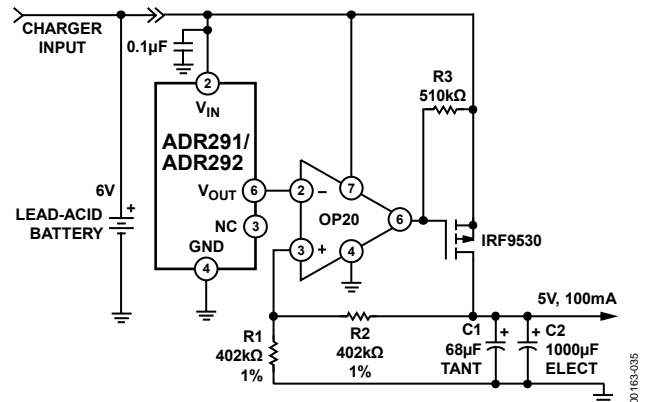 CHARGER
INPUT
0.1µF
2
V_IN
ADR291/
ADR292
V_OUT
6
NC
3
GND
4
6V
+
LEAD-ACID
BATTERY
2
−
7
OP20
6
3
+
4
R3
510kΩ
IRF9530
5V, 100mA
R1
402kΩ
1%
R2
402kΩ
1%
C1
+
68µF
TANT
+
C2
1000µF
ELECT
00163-035